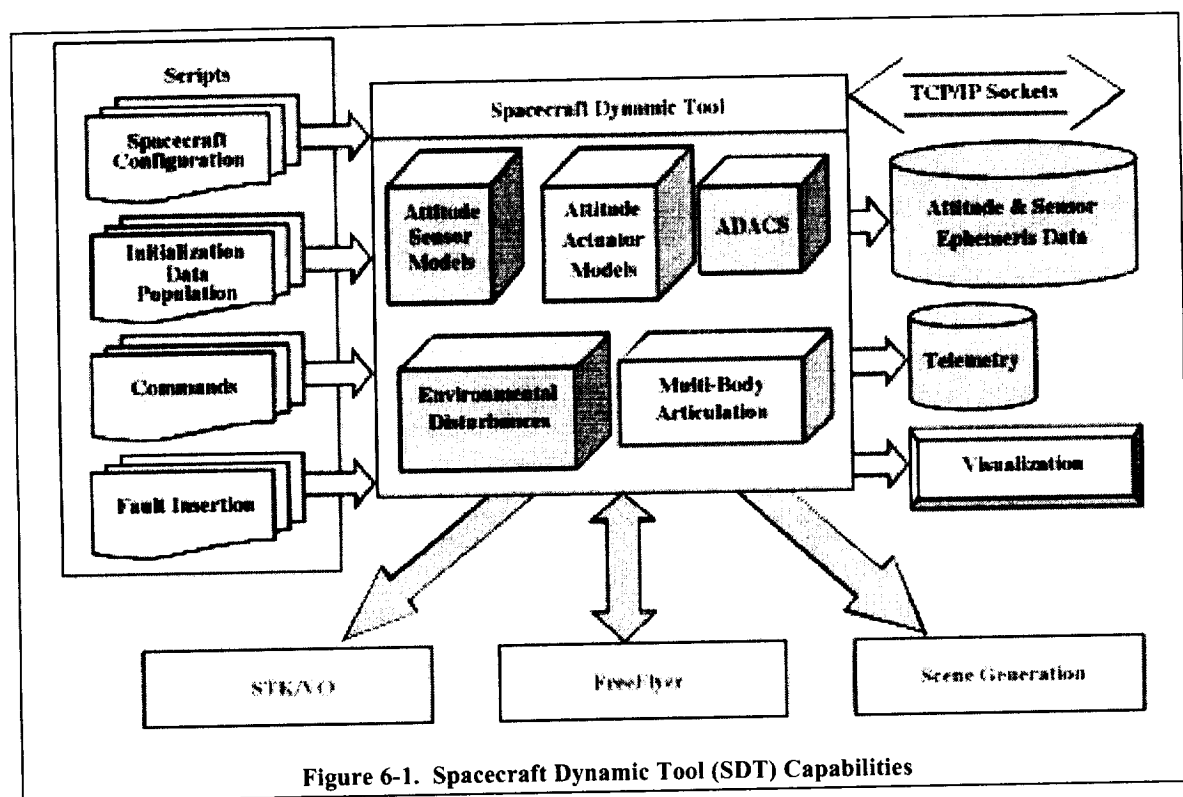 Scripts
Spacecraft
Configuration
Initialization
Data
Population
Commands
Fault Insertion
Spacecraft Dynamic Tool
Attitude
Sensor
Models
Attitude
Actuator
Models
ADACS
Environmental
Disturbances
Multi-Body
Articulation
TCP/IP Sockets
Attitude & Sensor
Ephemeris Data
Telemetry
Visualization
STK/VO
FreeFlyer
Scene Generation
Figure 6-1. Spacecraft Dynamic Tool (SDT) Capabilities